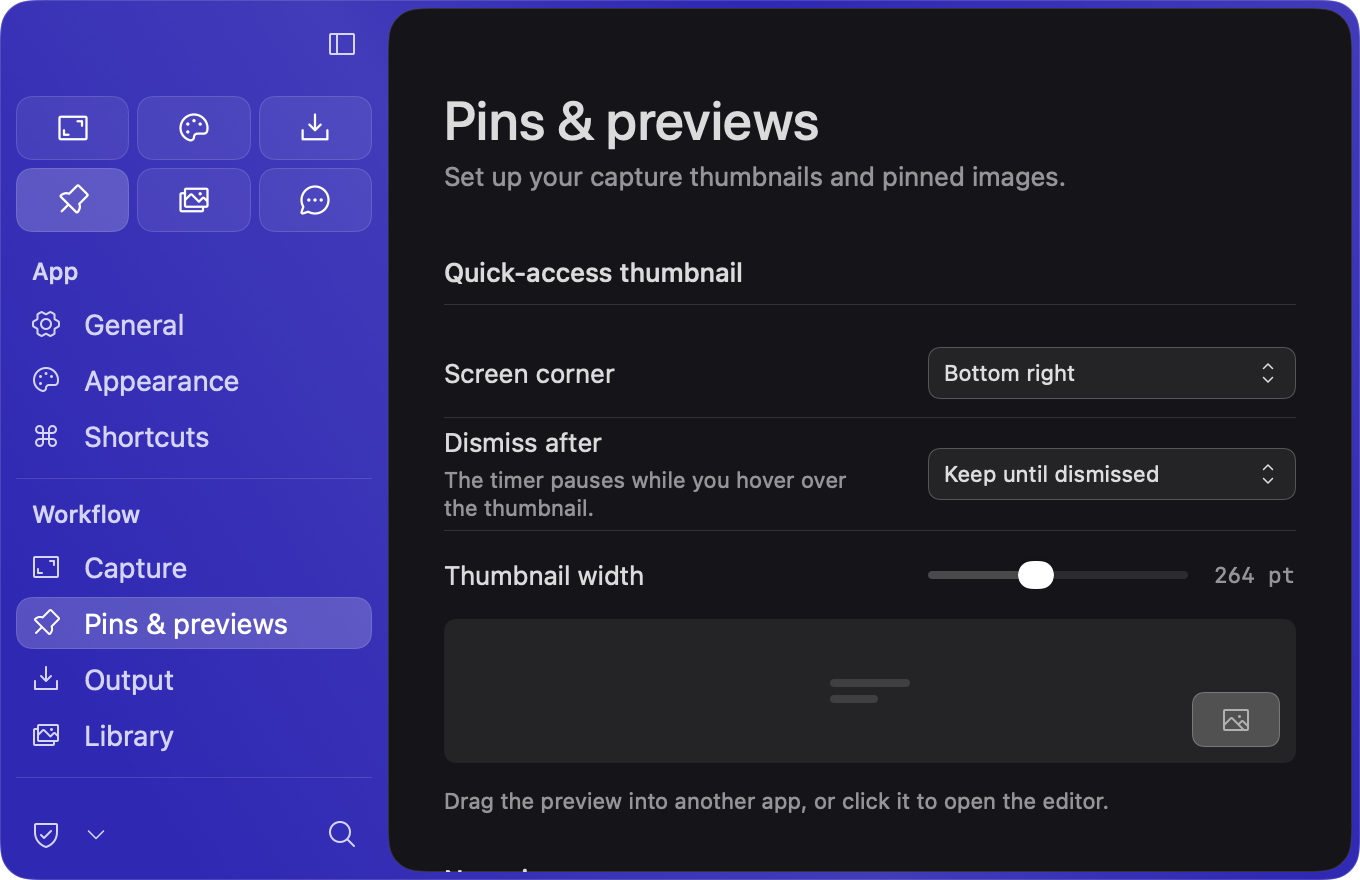 App
General
Appearance
Shortcuts
Workflow
Capture
Pins & previews
Output
Library
Pins & previews
Set up your capture thumbnails and pinned images.
Quick-access thumbnail
Screen corner
Bottom right
Dismiss after
The timer pauses while you hover over
the thumbnail.
Keep until dismissed
Thumbnail width
264 pt
Drag the preview into another app, or click it to open the editor.